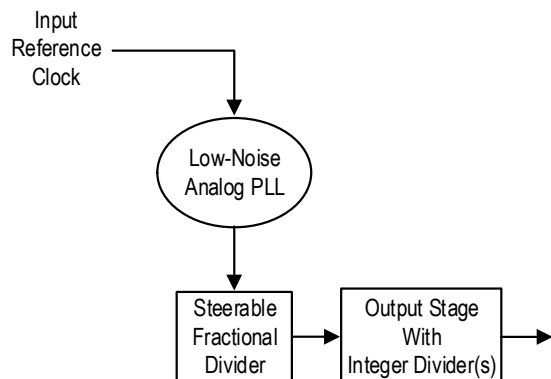 Input
Reference
Clock
Low-Noise
Analog PLL
Steerable
Fractional
Divider
Output Stage
With
Integer Divider(s)